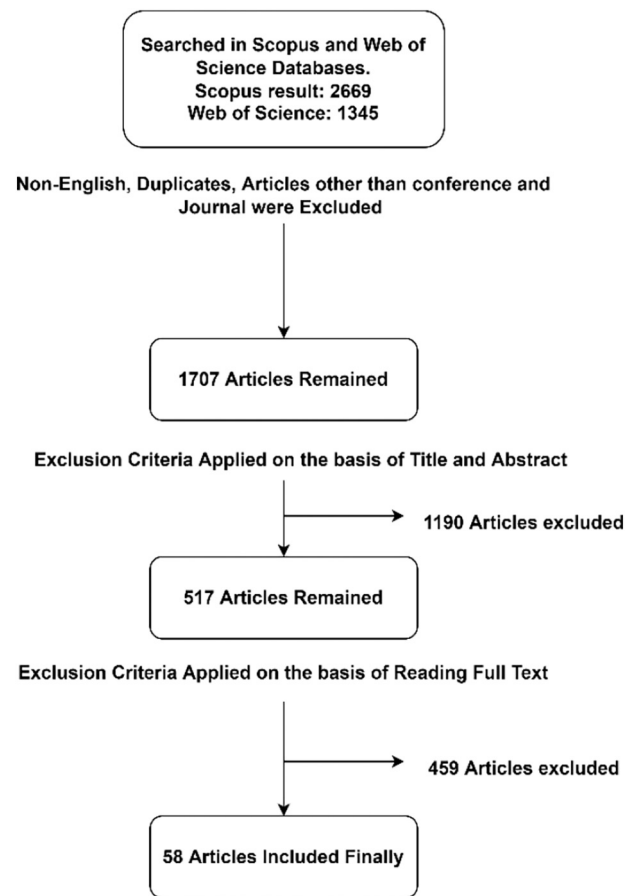 Searched in Scopus and Web of
Science Databases.
Scopus result: 2669
Web of Science: 1345
Non-English, Duplicates, Articles other than conference and
Journal were Excluded
1707 Articles Remained
Exclusion Criteria Applied on the basis of Title and Abstract
1190 Articles excluded
517 Articles Remained
Exclusion Criteria Applied on the basis of Reading Full Text
459 Articles excluded
58 Articles Included Finally